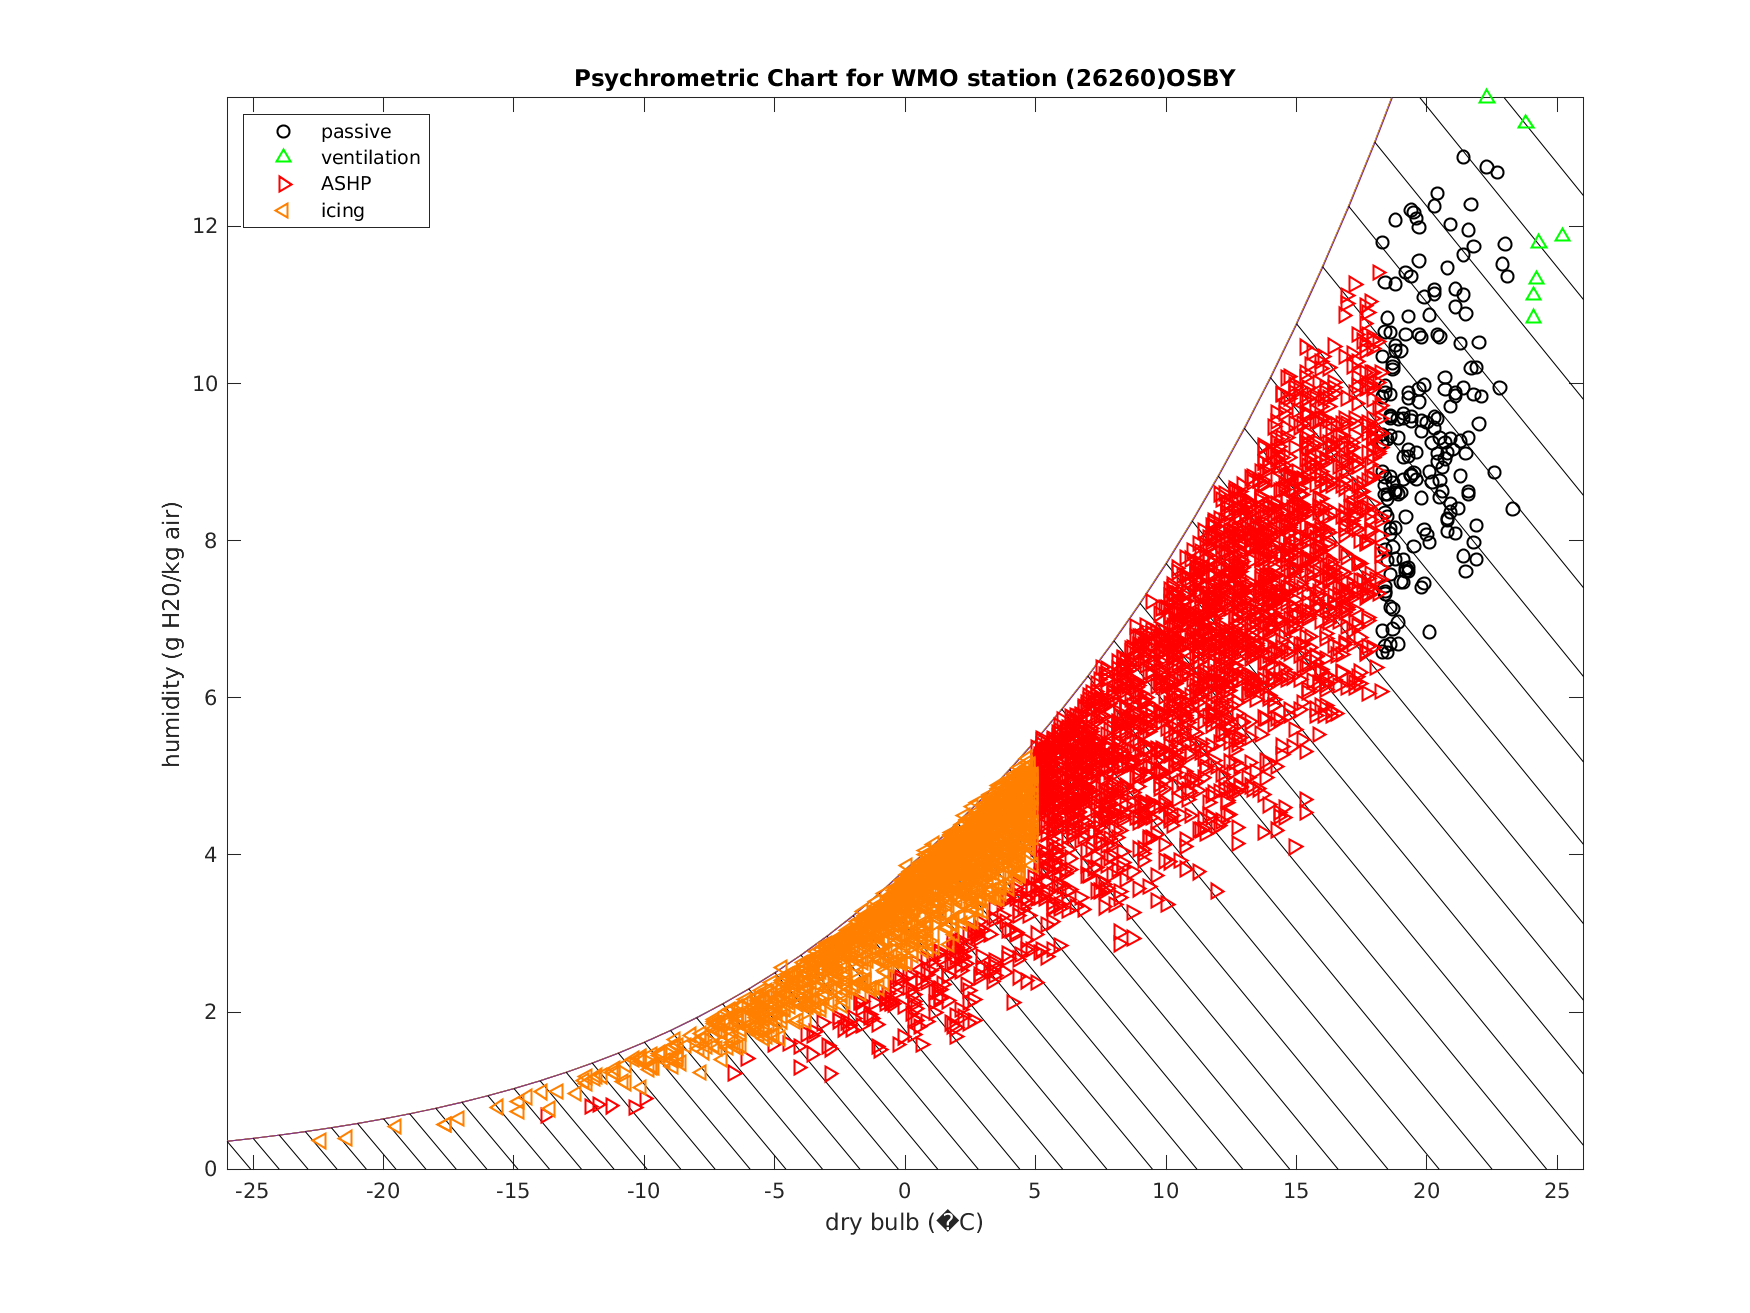 Psychrometric Chart for WMO station (26260)OSBY
passive
ventilation
ASHP
icing
humidity (g H20/kg air)
12
10
8
6
4
2
0
-25 -20 -15 -10 -5 0 5 10 15 20 25
dry bulb (�C)